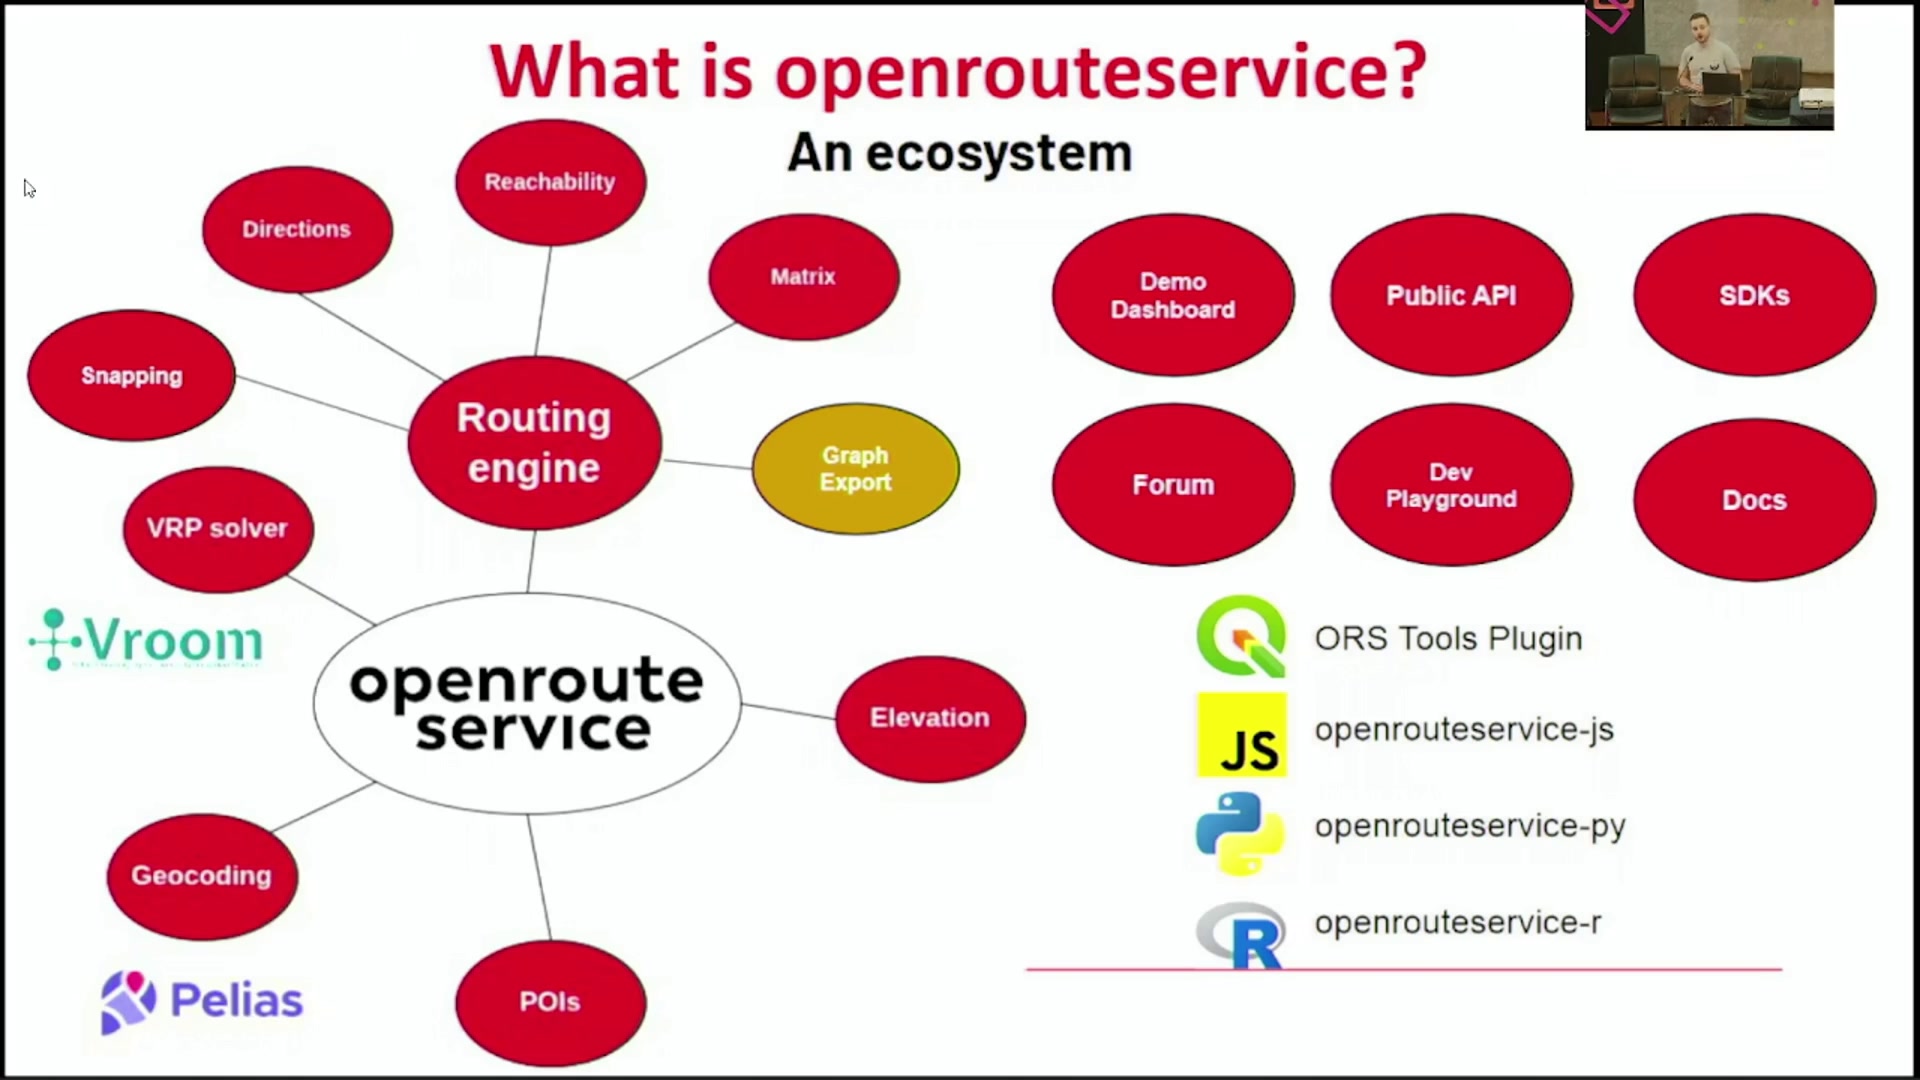 What is openrouteservice?
An ecosystem
Reachability
Directions
Matrix
Snapping
Routing
engine
Graph
Export
VRP solver
Vroom
openroute
service
Elevation
Geocoding
Pelias
POIs
Demo
Dashboard
Public API
SDKs
Forum
Dev
Playground
Docs
ORS Tools Plugin
JS
openrouteservice-js
openrouteservice-py
R
openrouteservice-r